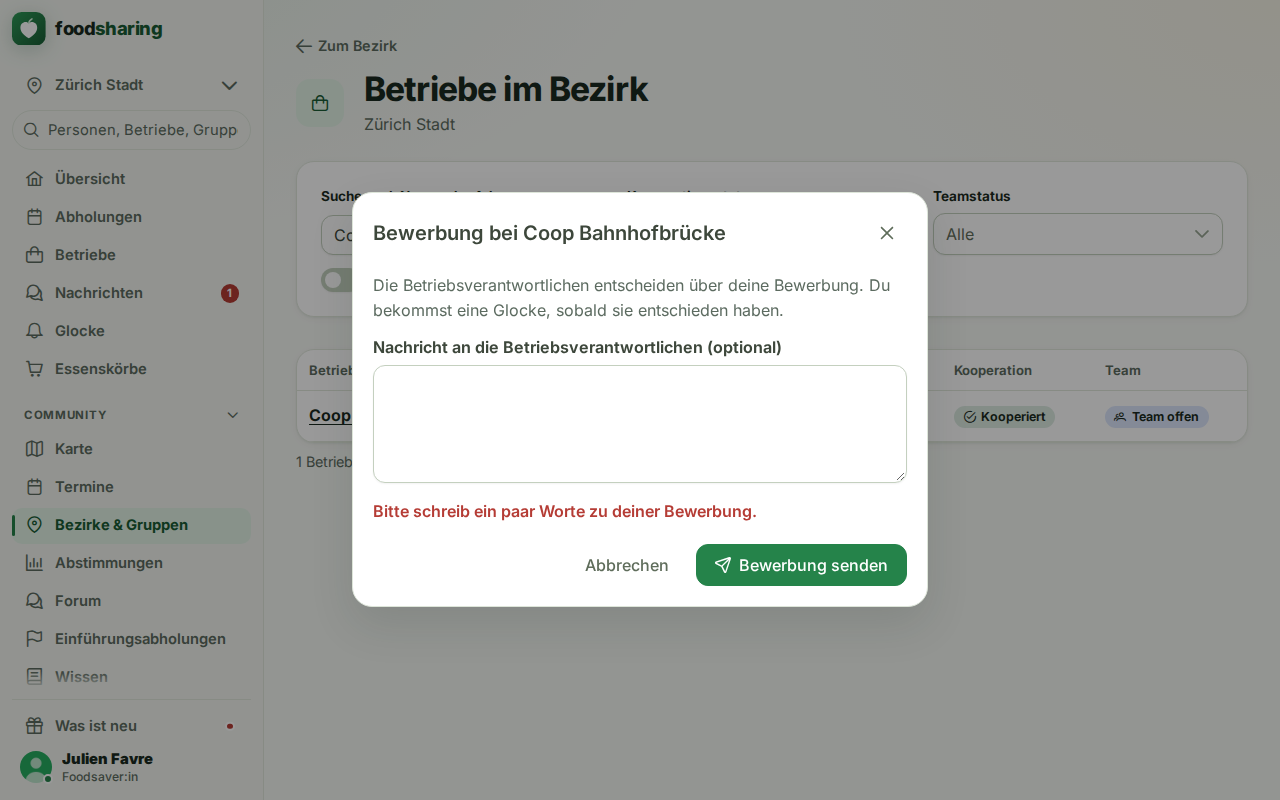 foodsharing
Zürich Stadt
Personen, Betriebe, Grupp
Übersicht
Abholungen
Betriebe
Nachrichten
1
Glocke
Essenskörbe
COMMUNITY
Karte
Termine
Bezirke & Gruppen
Abstimmungen
Forum
Einführungsabholungen
Wissen
Was ist neu
Julien Favre
Foodsaver:in
Zum Bezirk
Betriebe im Bezirk
Zürich Stadt
Suche
Teamstatus
Alle
Kooperation
Team
Coop
Kooperiert
Team offen
1 Betrieb
Bewerbung bei Coop Bahnhofbrücke
Die Betriebsverantwortlichen entscheiden über deine Bewerbung. Du
bekommst eine Glocke, sobald sie entschieden haben.
Nachricht an die Betriebsverantwortlichen (optional)
Bitte schreib ein paar Worte zu deiner Bewerbung.
Abbrechen
Bewerbung senden